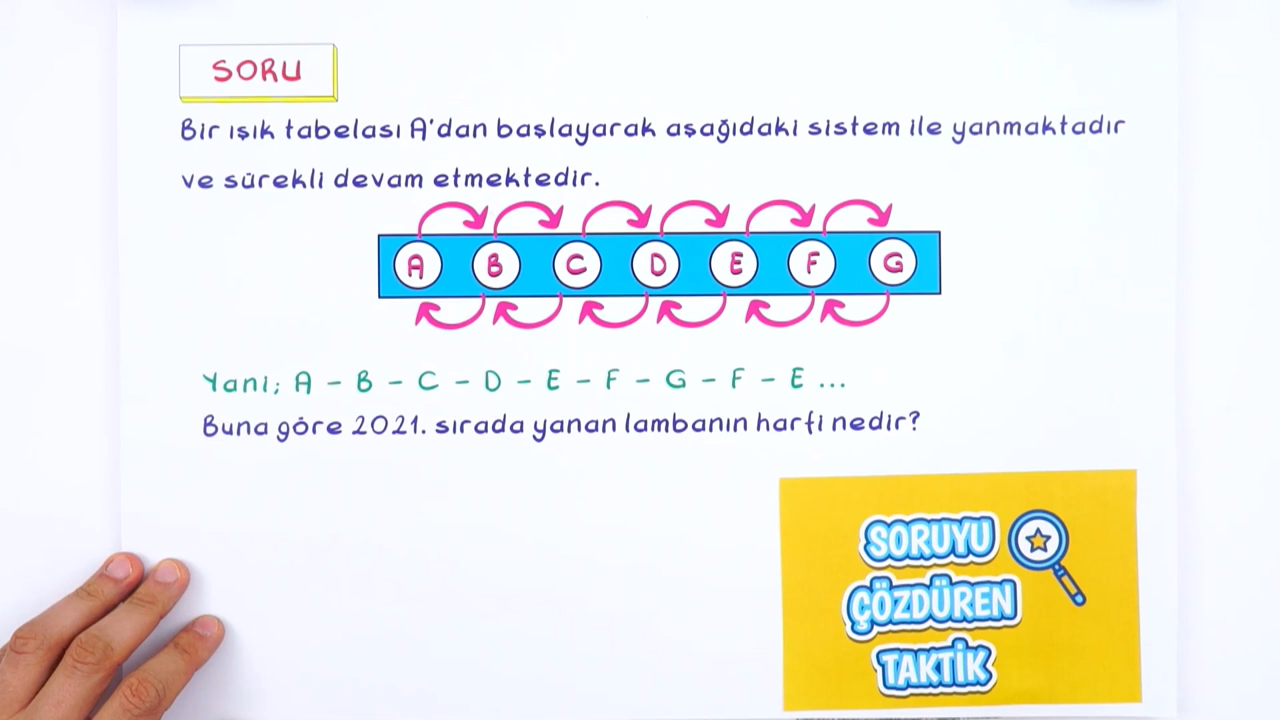 SORU
Bir ışık tabelası A'dan başlayarak aşağıdaki sistem ile yanmaktadır
ve sürekli devam etmektedir.
A B C D E F G
Yani; A - B - C - D - E - F - G - F - E ...
Buna göre 2021. sırada yanan lambanın harfi nedir?
SORUYU
ÇÖZDÜREN
TAKTİK